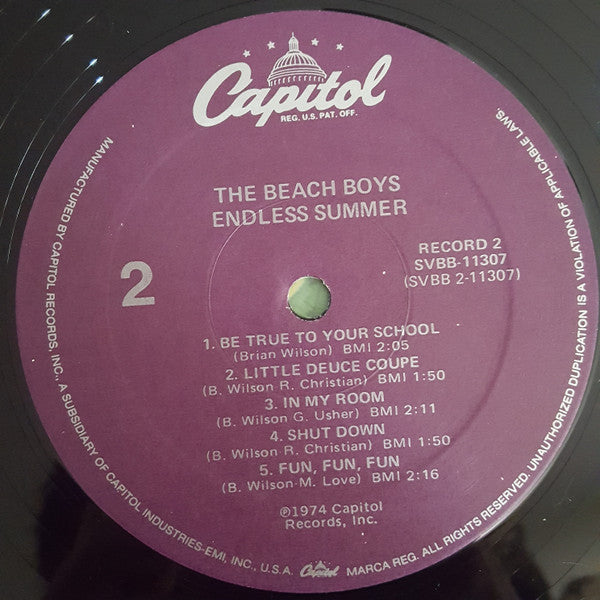 Capitol
REG. U.S. PAT. OFF.
THE BEACH BOYS
ENDLESS SUMMER
2
RECORD 2
SVBB-11307
(SVBB 2-11307)
1. BE TRUE TO YOUR SCHOOL
(Brian Wilson) BMI 2:05
2. LITTLE DEUCE COUPE
(B. Wilson R. Christian) BMI 1:50
3. IN MY ROOM
(B. Wilson G. Usher) BMI 2:11
4. SHUT DOWN
(B. Wilson R. Christian) BMI 1:50
5. FUN, FUN, FUN
(B. Wilson-M. Love) BMI 2:16
℗1974 Capitol
Records, Inc.
MANUFACTURED BY CAPITOL RECORDS, INC., A SUBSIDIARY OF CAPITOL INDUSTRIES-EMI, INC., U.S.A. Capitol MARCA REG. ALL RIGHTS RESERVED. UNAUTHORIZED DUPLICATION IS A VIOLATION OF APPLICABLE LAWS.